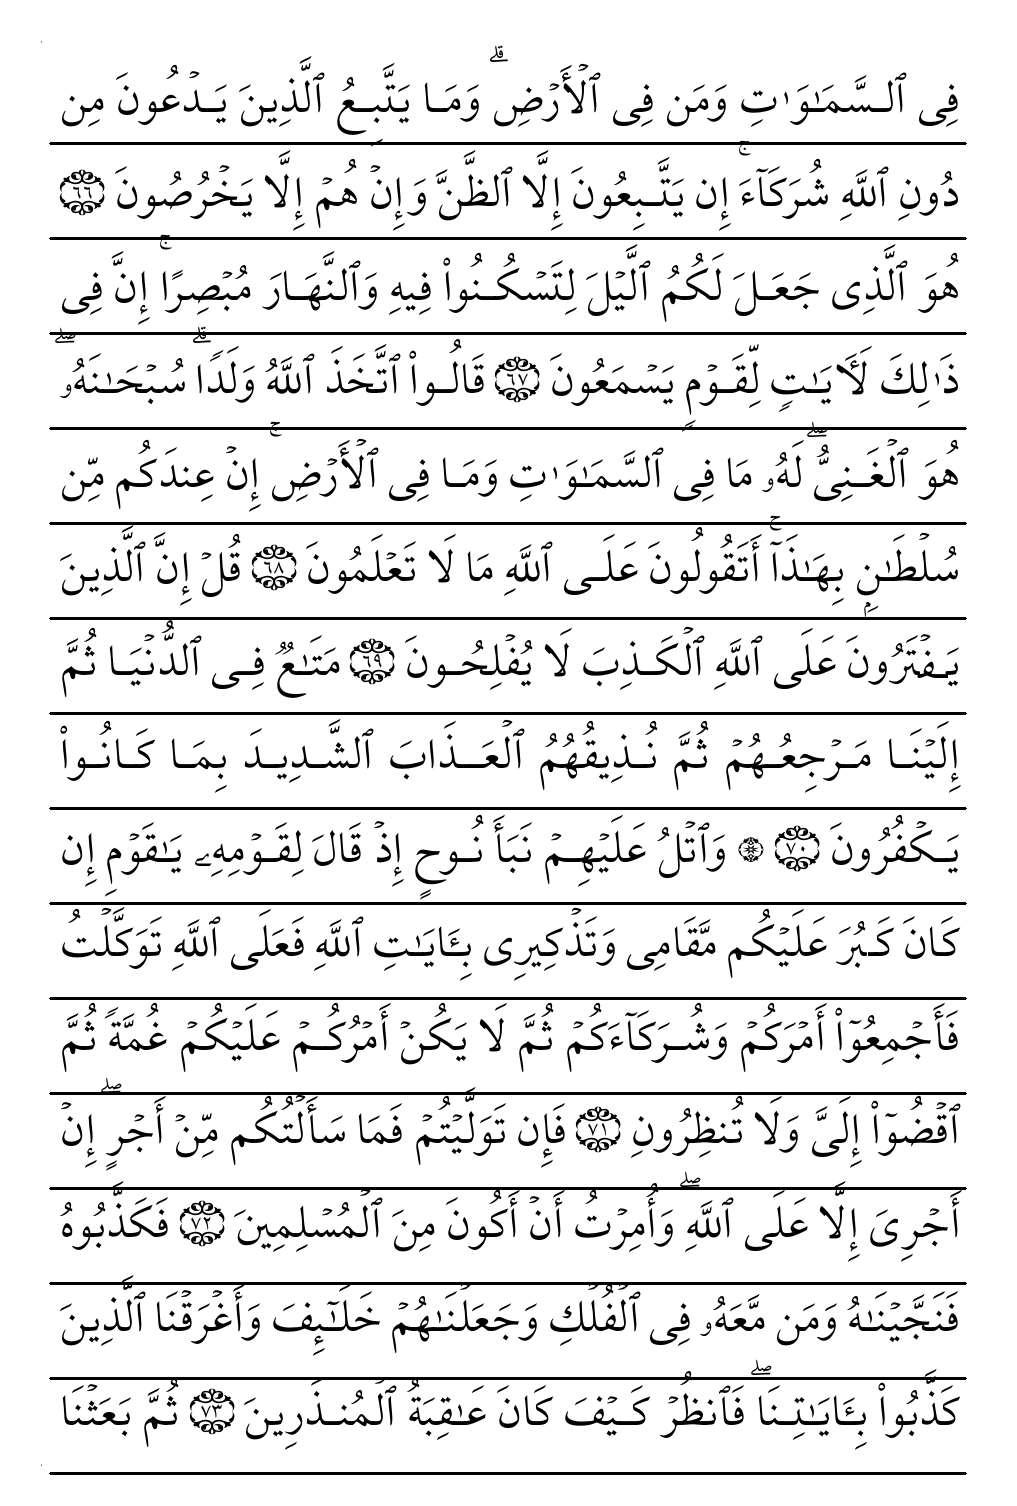 فِى ٱلسَّمَٰوَٰتِ وَمَن فِى ٱلْأَرْضِ ۗ وَمَا يَتَّبِعُ ٱلَّذِينَ يَدْعُونَ مِن
دُونِ ٱللَّهِ شُرَكَآءَ ۚ إِن يَتَّبِعُونَ إِلَّا ٱلظَّنَّ وَإِنْ هُمْ إِلَّا يَخْرُصُونَ ٦٦
هُوَ ٱلَّذِى جَعَلَ لَكُمُ ٱلَّيْلَ لِتَسْكُنُوا۟ فِيهِ وَٱلنَّهَارَ مُبْصِرًا ۚ إِنَّ فِى
ذَٰلِكَ لَـَٔايَٰتٍ لِّقَوْمٍ يَسْمَعُونَ ٦٧ قَالُوا۟ ٱتَّخَذَ ٱللَّهُ وَلَدًا ۗ سُبْحَٰنَهُۥ ۖ
هُوَ ٱلْغَنِىُّ ۖ لَهُۥ مَا فِى ٱلسَّمَٰوَٰتِ وَمَا فِى ٱلْأَرْضِ ۚ إِنْ عِندَكُم مِّن
سُلْطَٰنٍۭ بِهَٰذَآ ۚ أَتَقُولُونَ عَلَى ٱللَّهِ مَا لَا تَعْلَمُونَ ٦٨ قُلْ إِنَّ ٱلَّذِينَ
يَفْتَرُونَ عَلَى ٱللَّهِ ٱلْكَذِبَ لَا يُفْلِحُونَ ٦٩ مَتَٰعٌ فِى ٱلدُّنْيَا ثُمَّ
إِلَيْنَا مَرْجِعُهُمْ ثُمَّ نُذِيقُهُمُ ٱلْعَذَابَ ٱلشَّدِيدَ بِمَا كَانُوا۟
يَكْفُرُونَ ٧٠ ۞ وَٱتْلُ عَلَيْهِمْ نَبَأَ نُوحٍ إِذْ قَالَ لِقَوْمِهِۦ يَٰقَوْمِ إِن
كَانَ كَبُرَ عَلَيْكُم مَّقَامِى وَتَذْكِيرِى بِـَٔايَٰتِ ٱللَّهِ فَعَلَى ٱللَّهِ تَوَكَّلْتُ
فَأَجْمِعُوٓا۟ أَمْرَكُمْ وَشُرَكَآءَكُمْ ثُمَّ لَا يَكُنْ أَمْرُكُمْ عَلَيْكُمْ غُمَّةً ثُمَّ
ٱقْضُوٓا۟ إِلَىَّ وَلَا تُنظِرُونِ ٧١ فَإِن تَوَلَّيْتُمْ فَمَا سَأَلْتُكُم مِّنْ أَجْرٍ ۖ إِنْ
أَجْرِىَ إِلَّا عَلَى ٱللَّهِ ۖ وَأُمِرْتُ أَنْ أَكُونَ مِنَ ٱلْمُسْلِمِينَ ٧٢ فَكَذَّبُوهُ
فَنَجَّيْنَٰهُ وَمَن مَّعَهُۥ فِى ٱلْفُلْكِ وَجَعَلْنَٰهُمْ خَلَٰٓئِفَ وَأَغْرَقْنَا ٱلَّذِينَ
كَذَّبُوا۟ بِـَٔايَٰتِنَا ۖ فَٱنظُرْ كَيْفَ كَانَ عَٰقِبَةُ ٱلْمُنذَرِينَ ٧٣ ثُمَّ بَعَثْنَا